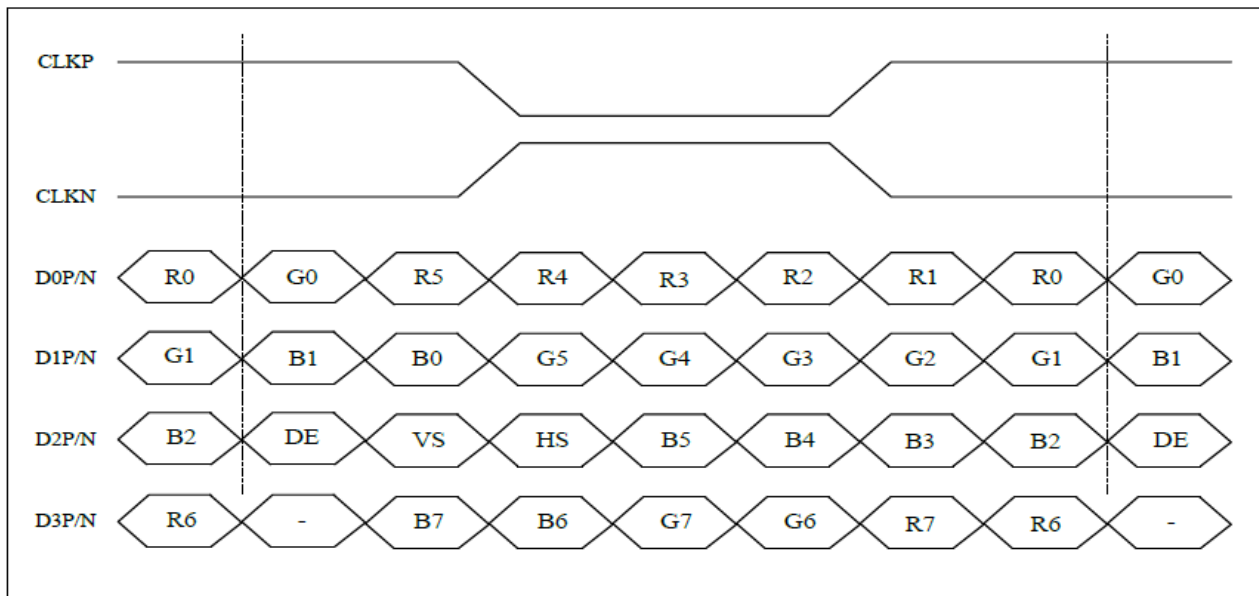 CLKP
CLKN
D0P/N R0 G0 R5 R4 R3 R2 R1 R0 G0
D1P/N G1 B1 B0 G5 G4 G3 G2 G1 B1
D2P/N B2 DE VS HS B5 B4 B3 B2 DE
D3P/N R6 - B7 B6 G7 G6 R7 R6 -